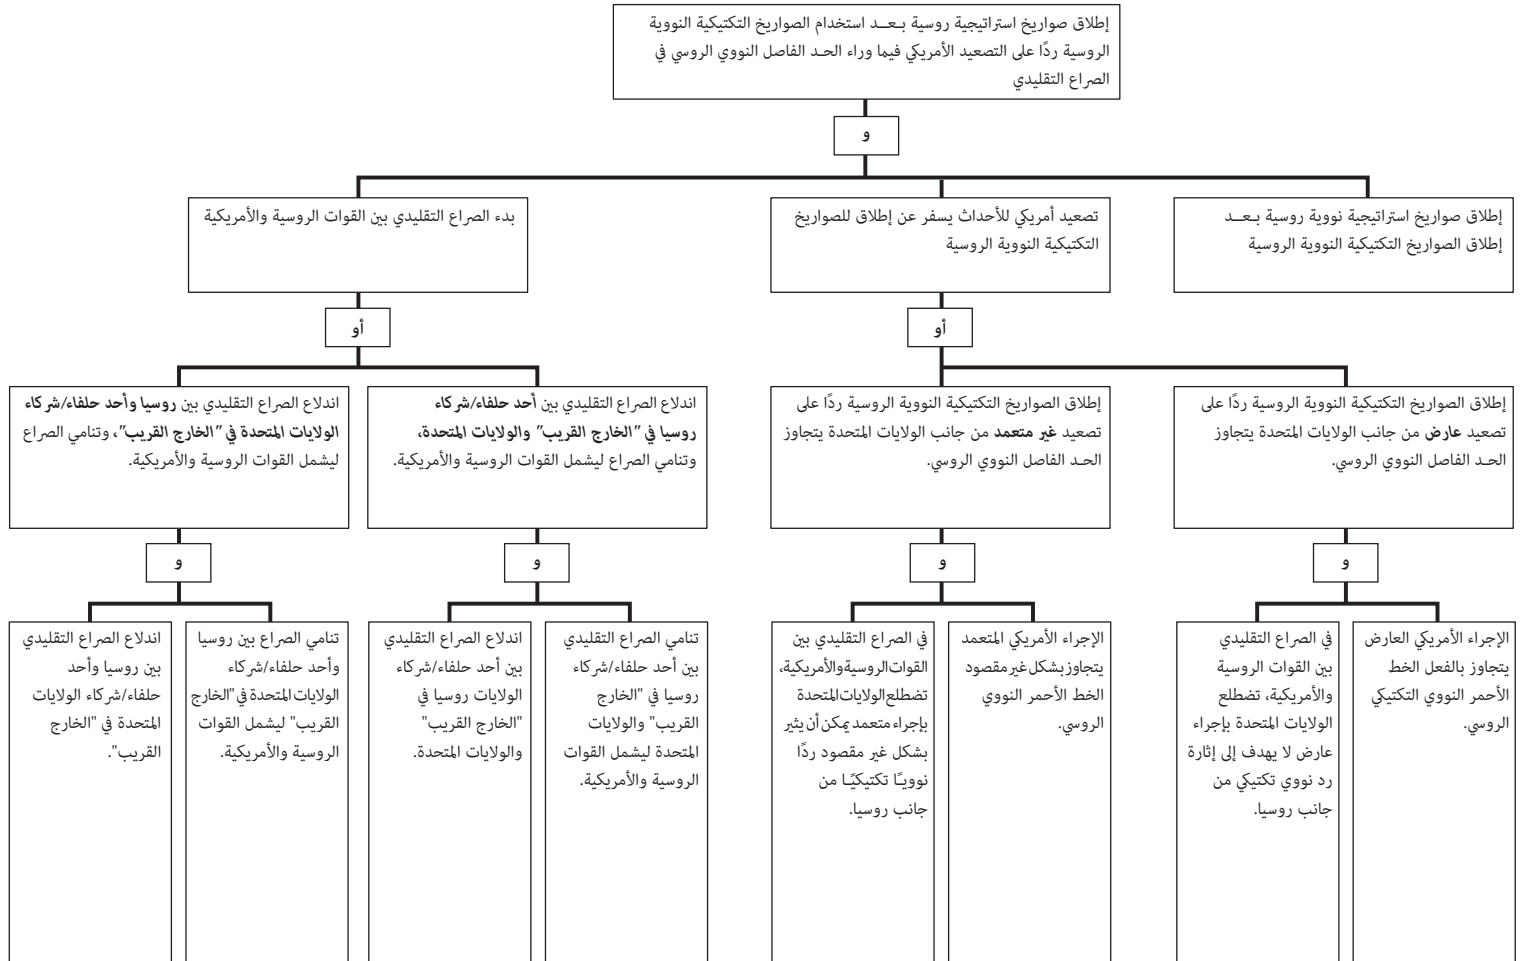 إطلاق صواريخ استراتيجية روسية بـعــد استخدام الصواريخ التكتيكية النووية
الروسية ردًا على التصعيد الأمريكي فيما وراء الحـد الفاصل النووي الروسي في
الصراع التقليدي
و
إطلاق صواريخ استراتيجية نووية روسية بـعــد
إطلاق الصواريخ التكتيكية النووية الروسية
تصعيد أمريكي للأحداث يسفر عن إطلاق للصواريخ
التكتيكية النووية الروسية
بدء الصراع التقليدي بين القوات الروسية والأمريكية
أو
أو
إطلاق الصواريخ التكتيكية النووية الروسية ردًا على
تصعيد عارض من جانب الولايات المتحدة يتجاوز
الحـد الفاصل النووي الروسي.
إطلاق الصواريخ التكتيكية النووية الروسية ردًا على
تصعيد غير متعمد من جانب الولايات المتحدة يتجاوز
الحـد الفاصل النووي الروسي.
اندلاع الصراع التقليدي بين أحد حلفاء/شركاء
روسيا في "الخارج القريب" والولايات المتحدة،
وتنامي الصراع ليشمل القوات الروسية والأمريكية.
اندلاع الصراع التقليدي بين روسيا وأحد حلفاء/شركاء
الولايات المتحدة في "الخارج القريب"، وتنامي الصراع
ليشمل القوات الروسية والأمريكية.
و
و
و
و
الإجراء الأمريكي العارض
يتجاوز بالفعل الخط
الأحمر النووي التكتيكي
الروسي.
في الصراع التقليدي
بين القوات الروسية
والأمريكية، تضطلع
الولايات المتحدة بإجراء
عارض لا يهدف إلى إثارة
رد نووي تكتيكي من
جانب روسيا.
الإجراء الأمريكي المتعمد
يتجاوز بشكل غير مقصود
الخط الأحمر النووي
الروسي.
في الصراع التقليدي بين
القوات الروسية والأمريكية،
تضطلع الولايات المتحدة
بإجراء متعمد يمكن أن يثير
بشكل غير مقصود ردًا
نوويـًا تكتيكيًـا من
جانب روسيا.
تنامي الصراع التقليدي
بين أحد حلفاء/شركاء
روسيا في "الخارج
القريب" والولايات
المتحدة ليشمل القوات
الروسية والأمريكية.
اندلاع الصراع التقليدي
بين أحد حلفاء/شركاء
الولايات روسيا في
"الخارج القريب"
والولايات المتحدة.
تنامي الصراع بين روسيا
وأحد حلفاء/شركاء
الولايات المتحدة في "الخارج
القريب" ليشمل القوات
الروسية والأمريكية.
اندلاع الصراع التقليدي
بين روسيا وأحد
حلفاء/شركاء الولايات
المتحدة في "الخارج
القريب".